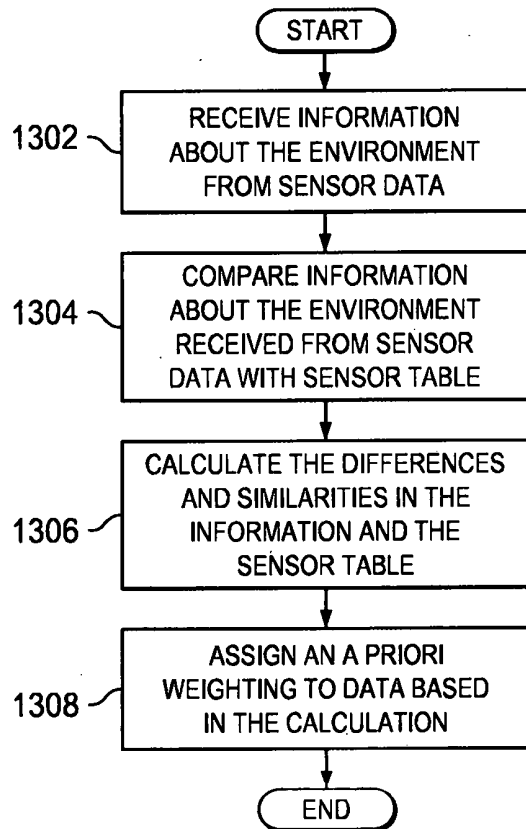 START
1302
RECEIVE INFORMATION
ABOUT THE ENVIRONMENT
FROM SENSOR DATA
1304
COMPARE INFORMATION
ABOUT THE ENVIRONMENT
RECEIVED FROM SENSOR
DATA WITH SENSOR TABLE
1306
CALCULATE THE DIFFERENCES
AND SIMILARITIES IN THE
INFORMATION AND THE
SENSOR TABLE
1308
ASSIGN AN A PRIORI
WEIGHTING TO DATA BASED
IN THE CALCULATION
END